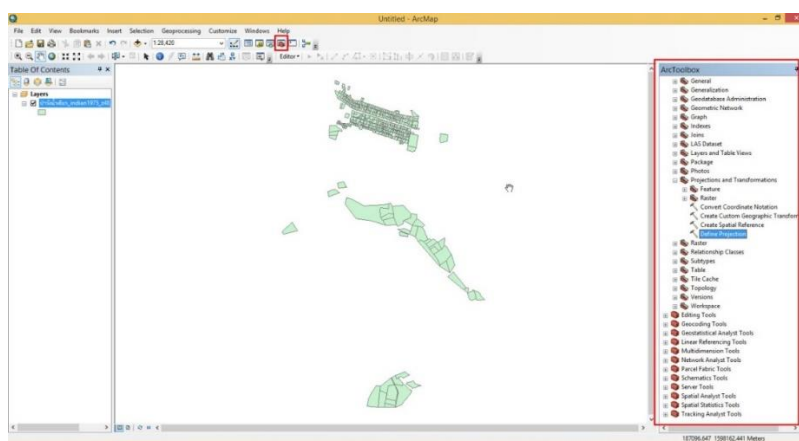 Untitled - ArcMap
File Edit View Bookmarks Insert Selection Geoprocessing Customize Windows Help
1:28,420
Editor
Table Of Contents
Layers
ArcToolbox
General
Generalization
Geodatabase Administration
Geometric Network
Graph
Indexes
Joins
LAS Dataset
Layers and Table Views
Package
Photos
Projections and Transformations
Feature
Raster
Convert Coordinate Notation
Create Custom Geographic Transform
Create Spatial Reference
Define Projection
Raster
Relationship Classes
Subtypes
Table
Tile Cache
Topology
Versions
Workspace
Editing Tools
Geocoding Tools
Geostatistical Analyst Tools
Linear Referencing Tools
Multidimension Tools
Network Analyst Tools
Parcel Fabric Tools
Schematics Tools
Server Tools
Spatial Analyst Tools
Spatial Statistics Tools
Tracking Analyst Tools
187096.647 1598162.441 Meters